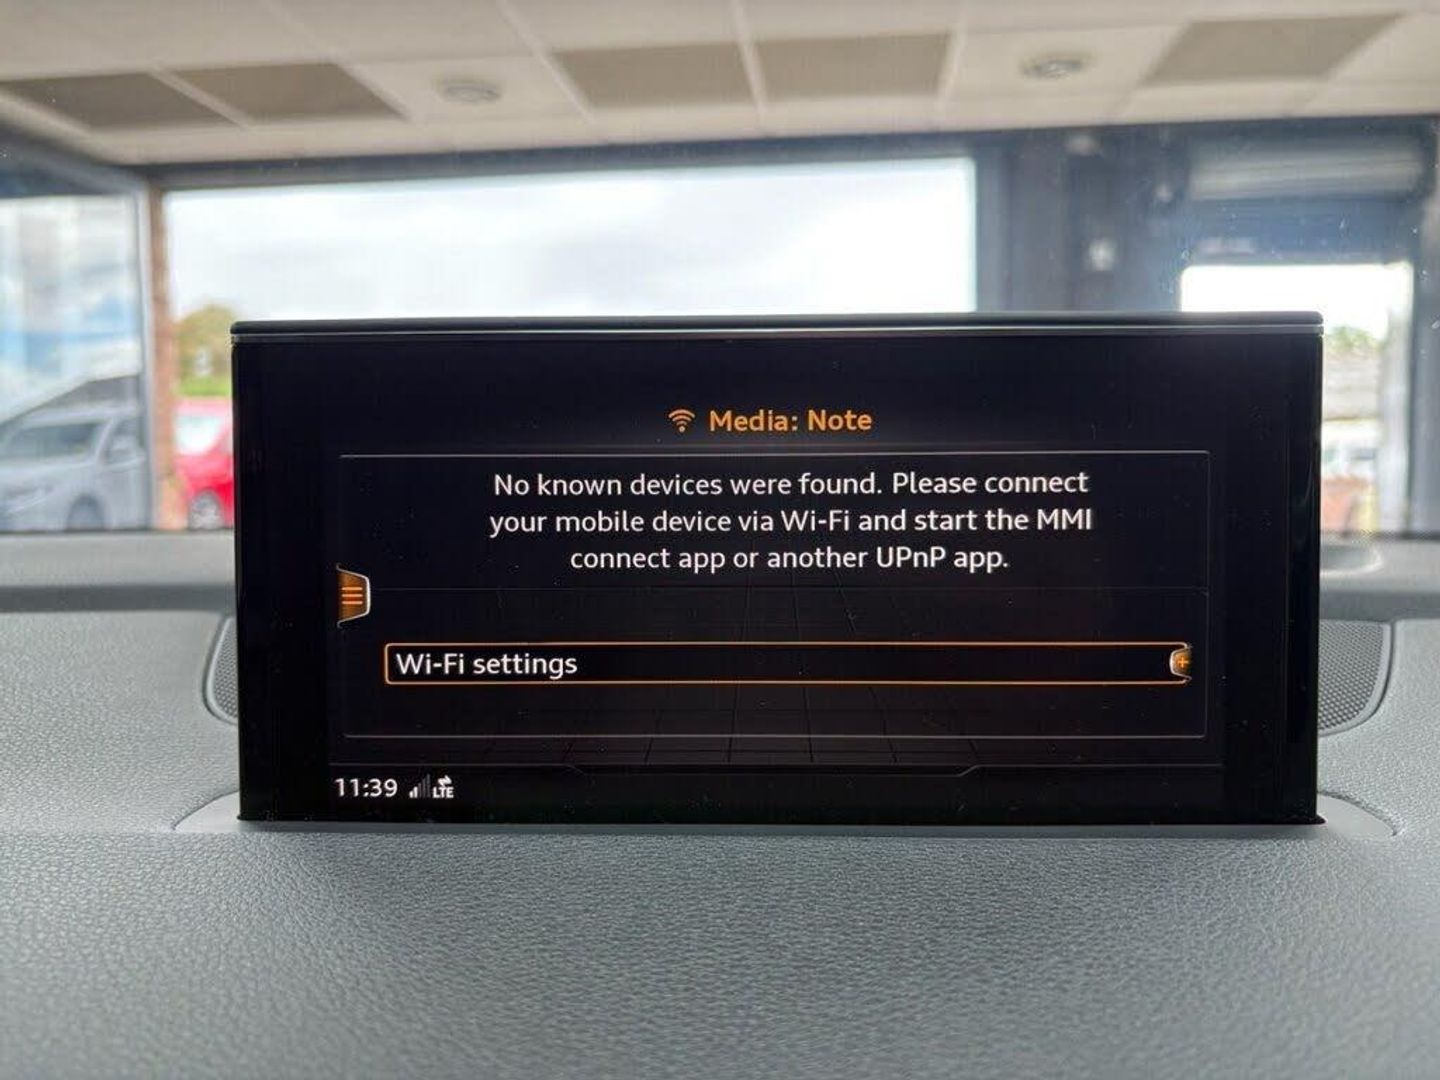 Media: Note
No known devices were found. Please connect
your mobile device via Wi-Fi and start the MMI
connect app or another UPnP app.
Wi-Fi settings
11:39 LTE